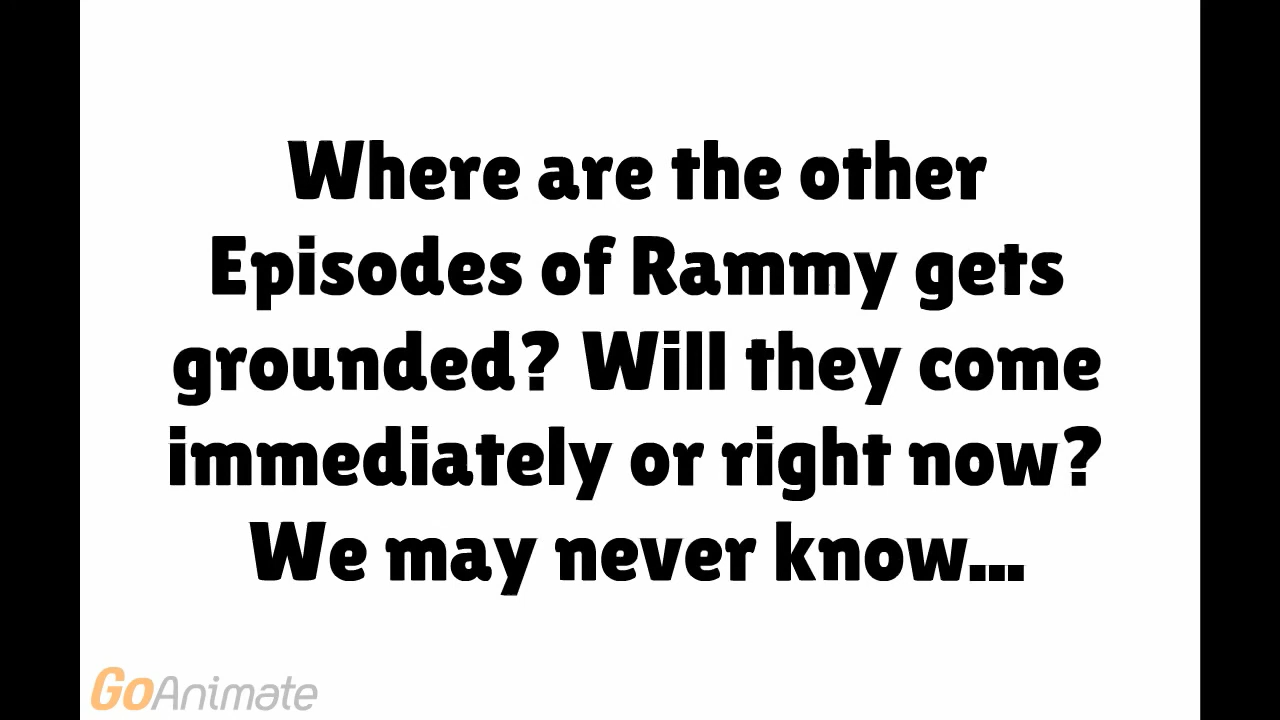 Where are the other
Episodes of Rammy gets
grounded? Will they come
immediately or right now?
We may never know...
GoAnimate